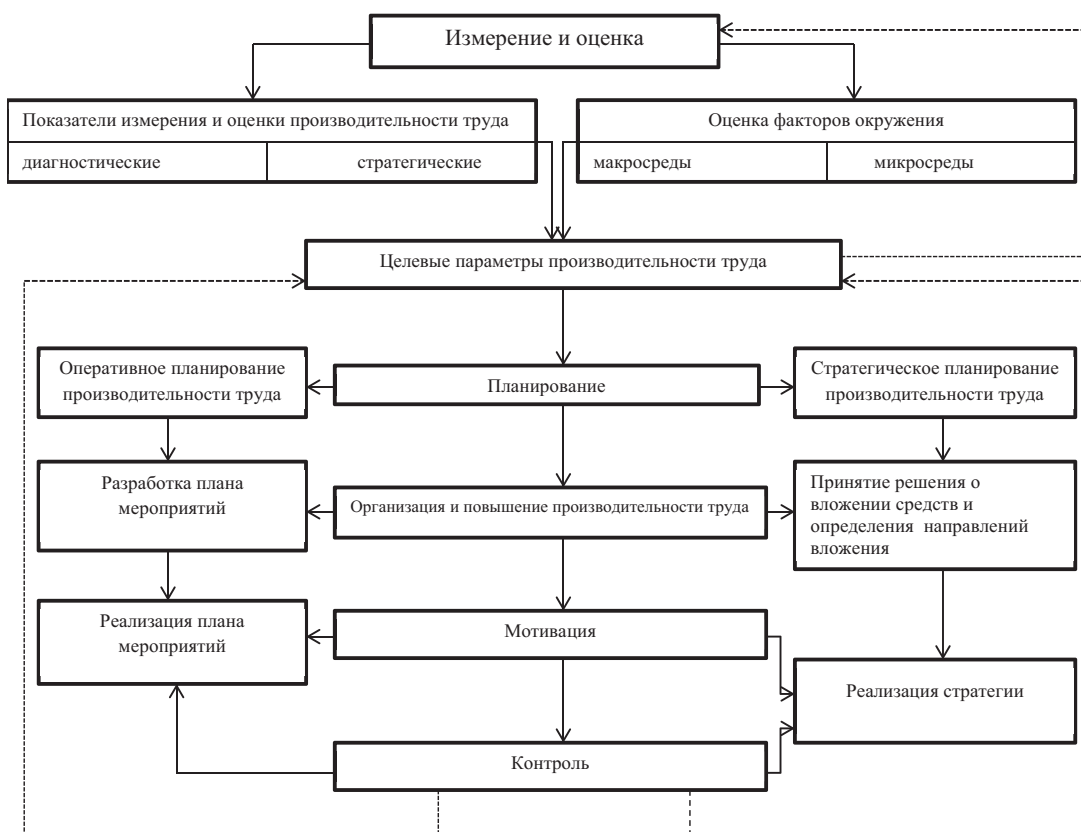 Измерение и оценка
Показатели измерения и оценки производительности труда
диагностические
стратегические
Оценка факторов окружения
макросреды
микросреды
Целевые параметры производительности труда
Оперативное планирование
производительности труда
Планирование
Стратегическое планирование
производительности труда
Разработка плана
мероприятий
Организация и повышение производительности труда
Принятие решения о
вложении средств и
определения направлений
вложения
Реализация плана
мероприятий
Мотивация
Реализация стратегии
Контроль